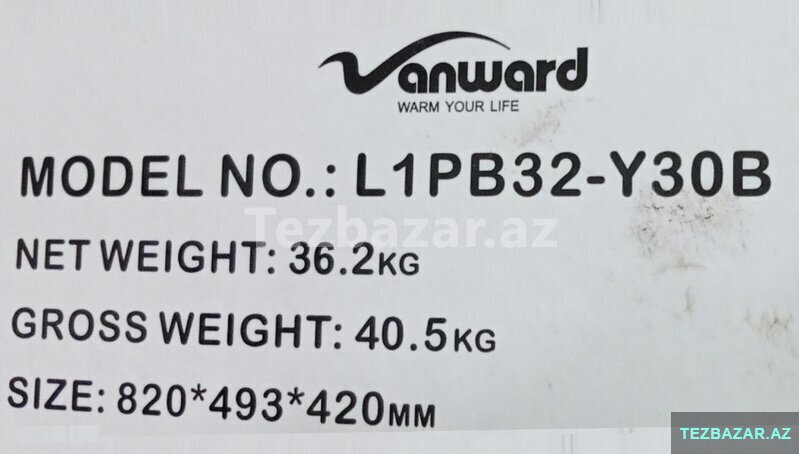 Vanward
WARM YOUR LIFE
MODEL NO.: L1PB32-Y30B
Tezbazar.az
NET WEIGHT: 36.2KG
GROSS WEIGHT: 40.5KG
SIZE: 820*493*420MM
TEZBAZAR.AZ